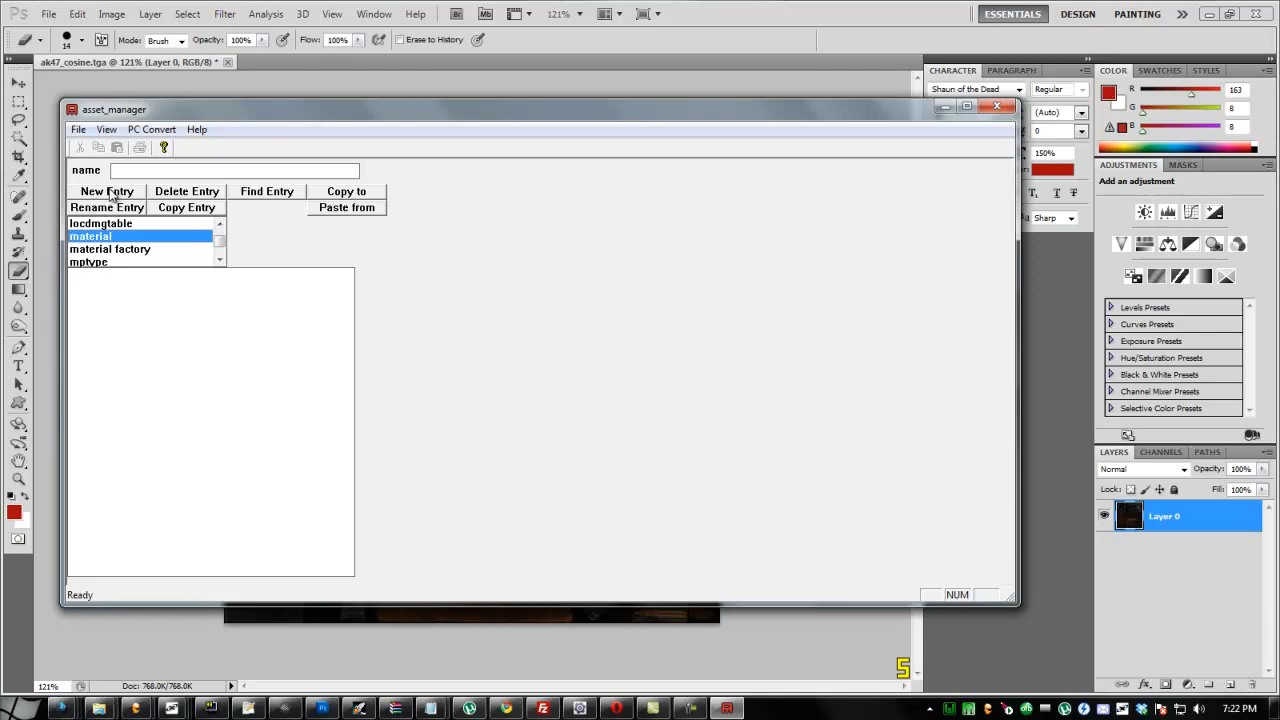 Ps File Edit Image Layer Select Filter Analysis 3D View Window Help Br Mb 121% ESSENTIALS DESIGN PAINTING
14 Mode: Brush Opacity: 100% Flow: 100% Erase to History
ak47_cosine.tga @ 121% (Layer 0, RGB/8) *
asset_manager
File View PC Convert Help
name
New Entry Delete Entry Find Entry Copy to
Rename Entry Copy Entry Paste from
locdmgtable
material
material factory
mptype
Ready
NUM
CHARACTER PARAGRAPH
Shaun of the Dead Regular
(Auto)
0
150%
T T
Sharp
COLOR SWATCHES STYLES
R 163
G 8
B 8
ADJUSTMENTS MASKS
Add an adjustment
Levels Presets
Curves Presets
Exposure Presets
Hue/Saturation Presets
Black & White Presets
Channel Mixer Presets
Selective Color Presets
LAYERS CHANNELS PATHS
Normal Opacity: 100%
Lock: Fill: 100%
Layer 0
S
121% Doc: 768.0K/768.0K
7:22 PM